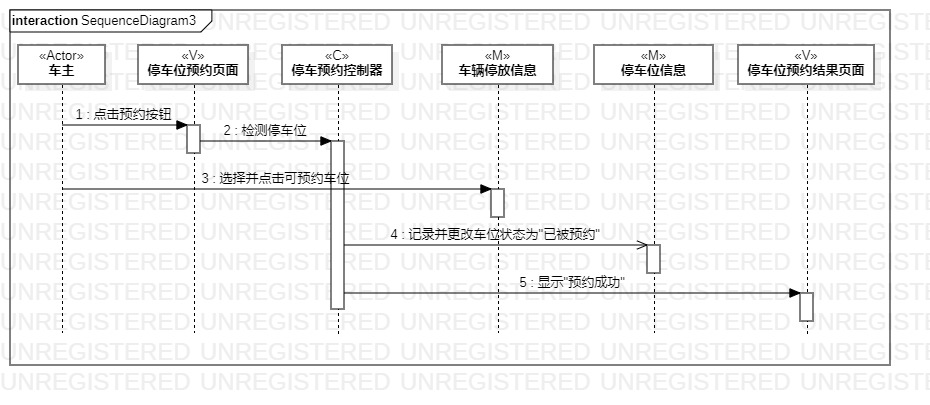 interaction SequenceDiagram3
«Actor»
车主
«V»
停车位预约页面
«C»
停车预约控制器
«M»
车辆停放信息
«M»
停车位信息
«V»
停车位预约结果页面
1 : 点击预约按钮
2 : 检测停车位
3 : 选择并点击可预约车位
4 : 记录并更改车位状态为"已被预约"
5 : 显示"预约成功"
UNREGISTERED UNREGISTERED UNREGISTERED UNREGISTERED UNREGISTERED